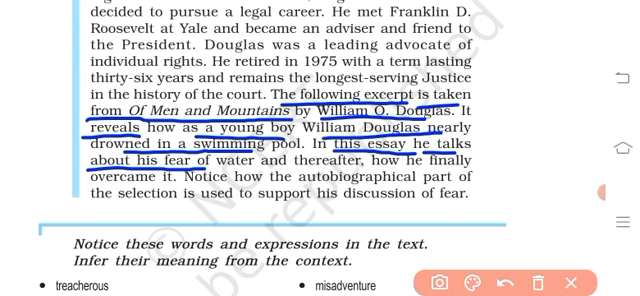 decided to pursue a legal career. He met Franklin D.
Roosevelt at Yale and became an adviser and friend to
the President. Douglas was a leading advocate of
individual rights. He retired in 1975 with a term lasting
thirty-six years and remains the longest-serving Justice
in the history of the court. The following excerpt is taken
from Of Men and Mountains by William O. Douglas. It
reveals how as a young boy William Douglas nearly
drowned in a swimming pool. In this essay he talks
about his fear of water and thereafter, how he finally
overcame it. Notice how the autobiographical part of
the selection is used to support his discussion of fear.
Notice these words and expressions in the text.
Infer their meaning from the context.
• treacherous
• misadventure